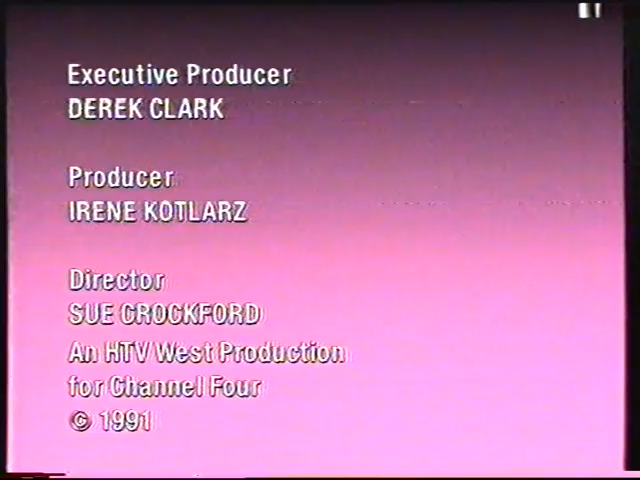 Executive Producer
DEREK CLARK
Producer
IRENE KOTLARZ
Director
SUE CROCKFORD
An HTV West Production
for Channel Four
© 1991